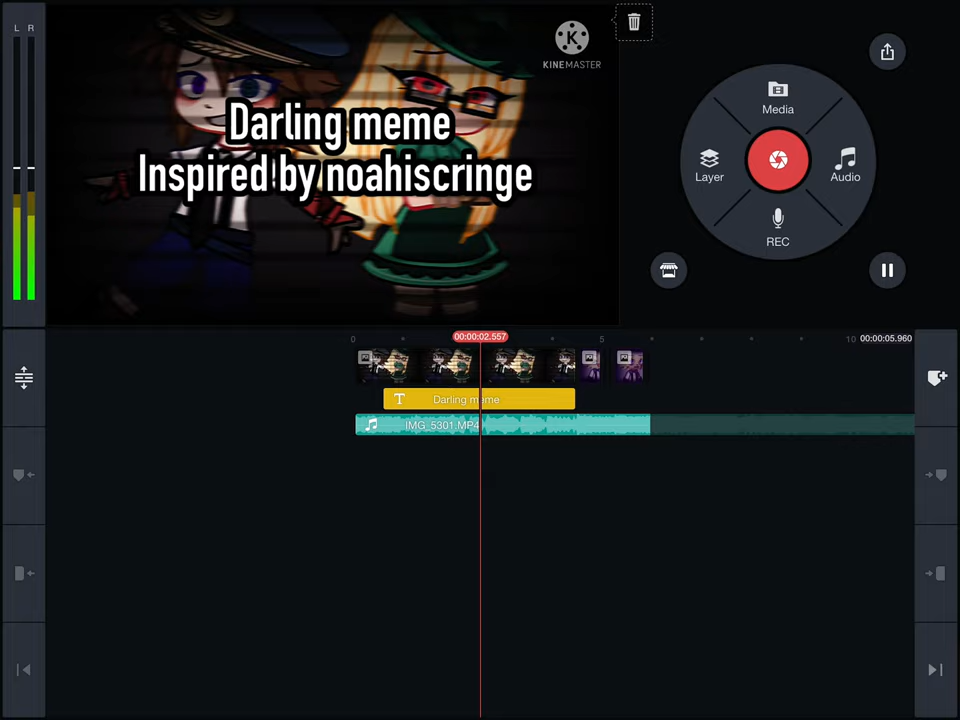 L R
K
KINEMASTER
Darling meme
Inspired by noahiscringe
Media
Layer
Audio
REC
0
00:00:02.557
5
10
00:00:05.960
T
Darling meme
IMG_5301.MP4